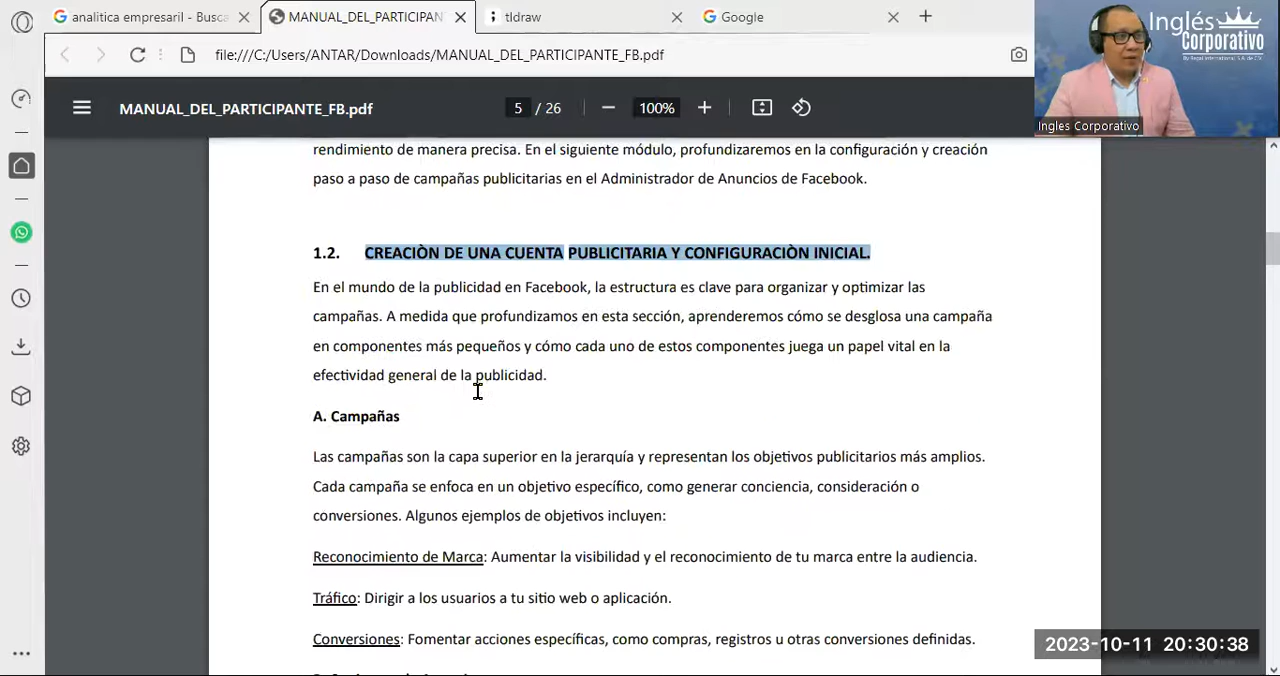 analitica empresaril - Busca
MANUAL_DEL_PARTICIPAN
tldraw
Google
file:///C:/Users/ANTAR/Downloads/MANUAL_DEL_PARTICIPANTE_FB.pdf
Inglés
Corporativo
Ingles Corporativo
MANUAL_DEL_PARTICIPANTE_FB.pdf
5 / 26
100%
rendimiento de manera precisa. En el siguiente módulo, profundizaremos en la configuración y creación
paso a paso de campañas publicitarias en el Administrador de Anuncios de Facebook.
1.2. CREACIÒN DE UNA CUENTA PUBLICITARIA Y CONFIGURACIÒN INICIAL.
En el mundo de la publicidad en Facebook, la estructura es clave para organizar y optimizar las
campañas. A medida que profundizamos en esta sección, aprenderemos cómo se desglosa una campaña
en componentes más pequeños y cómo cada uno de estos componentes juega un papel vital en la
efectividad general de la publicidad.
A. Campañas
Las campañas son la capa superior en la jerarquía y representan los objetivos publicitarios más amplios.
Cada campaña se enfoca en un objetivo específico, como generar conciencia, consideración o
conversiones. Algunos ejemplos de objetivos incluyen:
Reconocimiento de Marca: Aumentar la visibilidad y el reconocimiento de tu marca entre la audiencia.
Tráfico: Dirigir a los usuarios a tu sitio web o aplicación.
Conversiones: Fomentar acciones específicas, como compras, registros u otras conversiones definidas.
2023-10-11 20:30:38